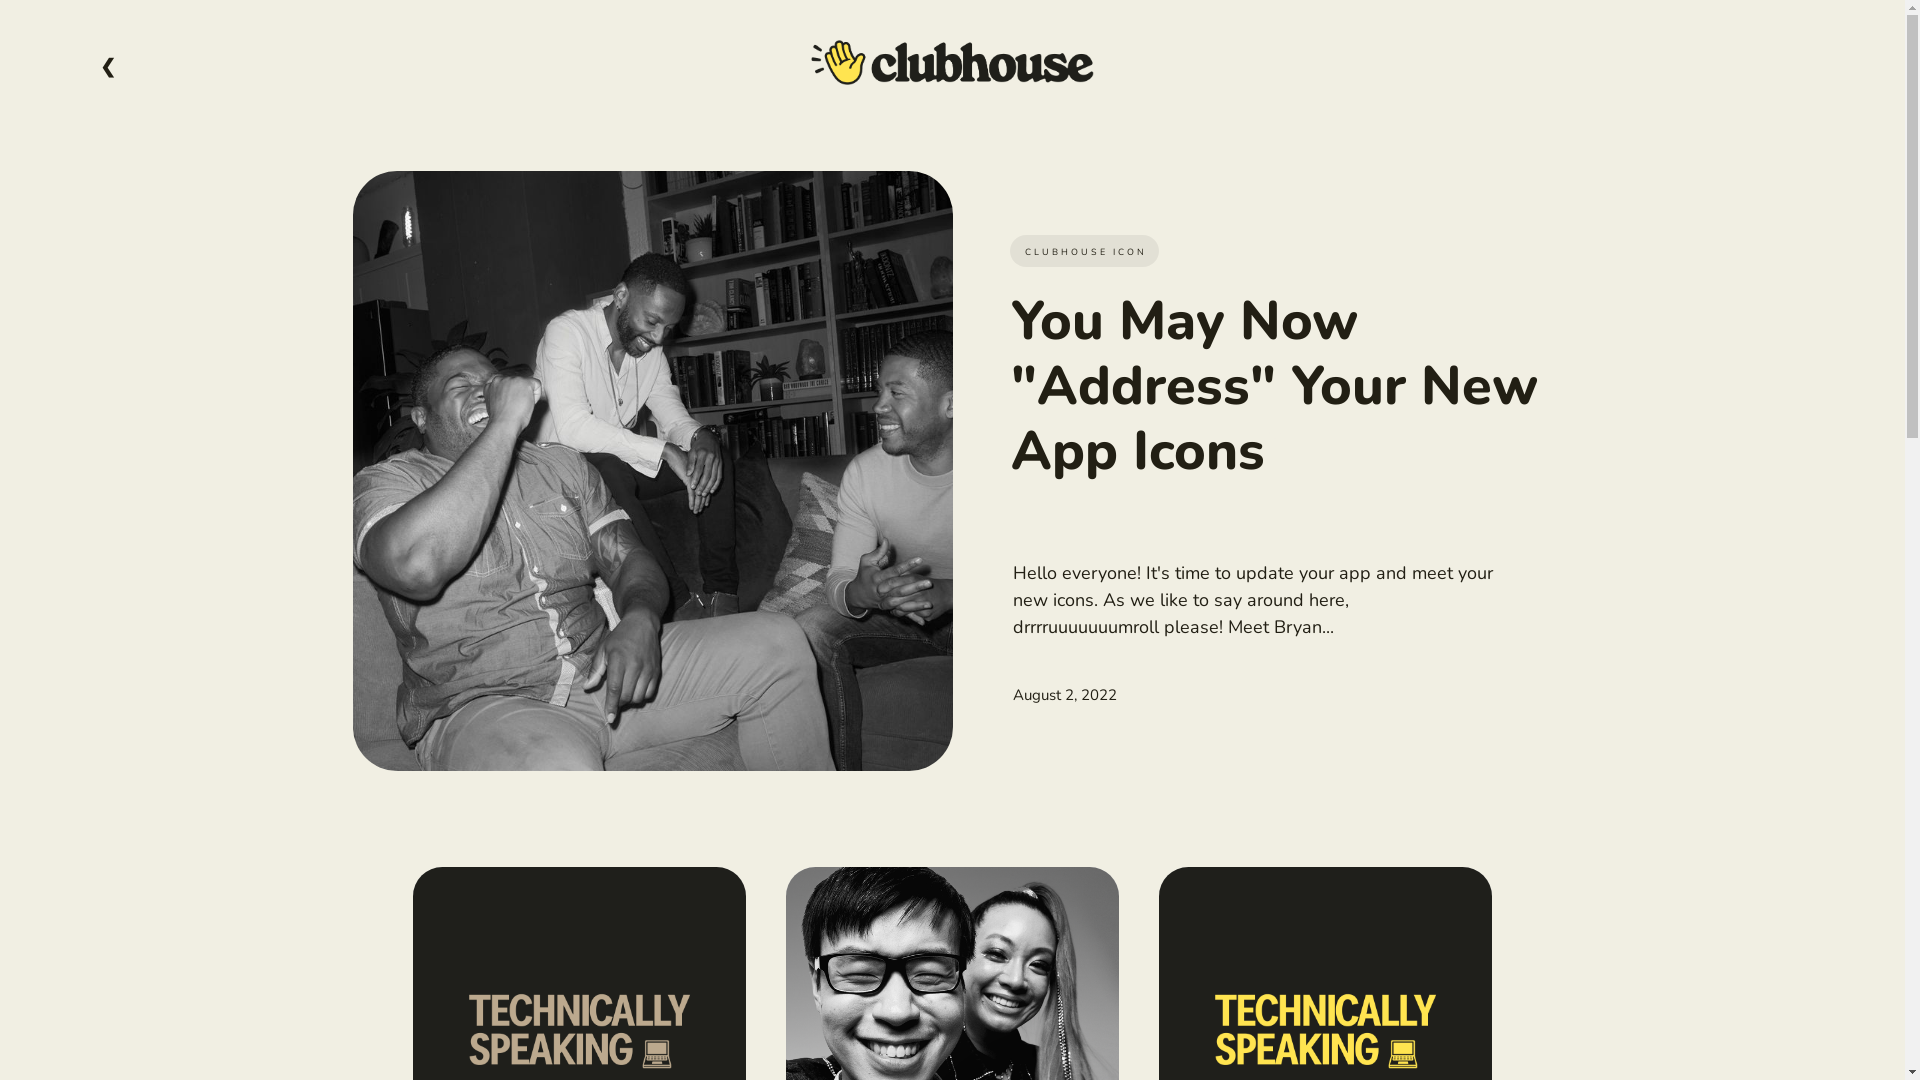 ❮
clubhouse
CLUBHOUSE ICON
You May Now
"Address" Your New
App Icons
Hello everyone! It's time to update your app and meet your
new icons. As we like to say around here,
drrrruuuuuuumroll please! Meet Bryan...
August 2, 2022
TECHNICALLY
SPEAKING
TECHNICALLY
SPEAKING